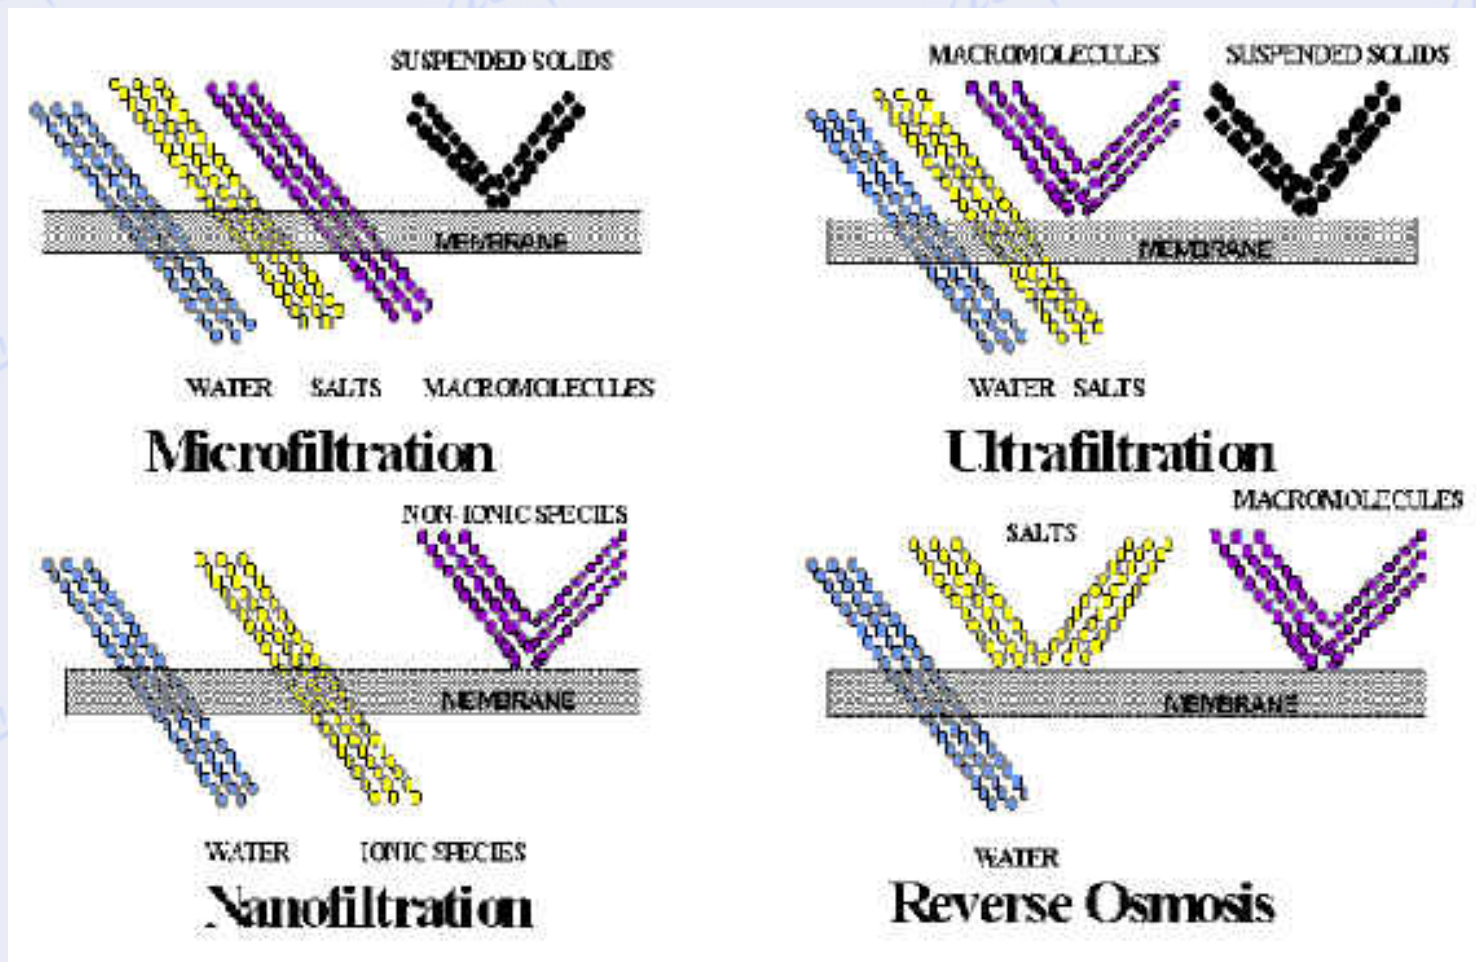 SUSPENDED SOLIDS
MEMBRANE
WATER SALTS MACROMOLECULES
Microfiltration
MACROMOLECULES SUSPENDED SOLIDS
MEMBRANE
WATER SALTS
Ultrafiltration
NON-IONIC SPECIES
MEMBRANE
WATER IONIC SPECIES
Nanofiltration
SALTS MACROMOLECULES
MEMBRANE
WATER
Reverse Osmosis